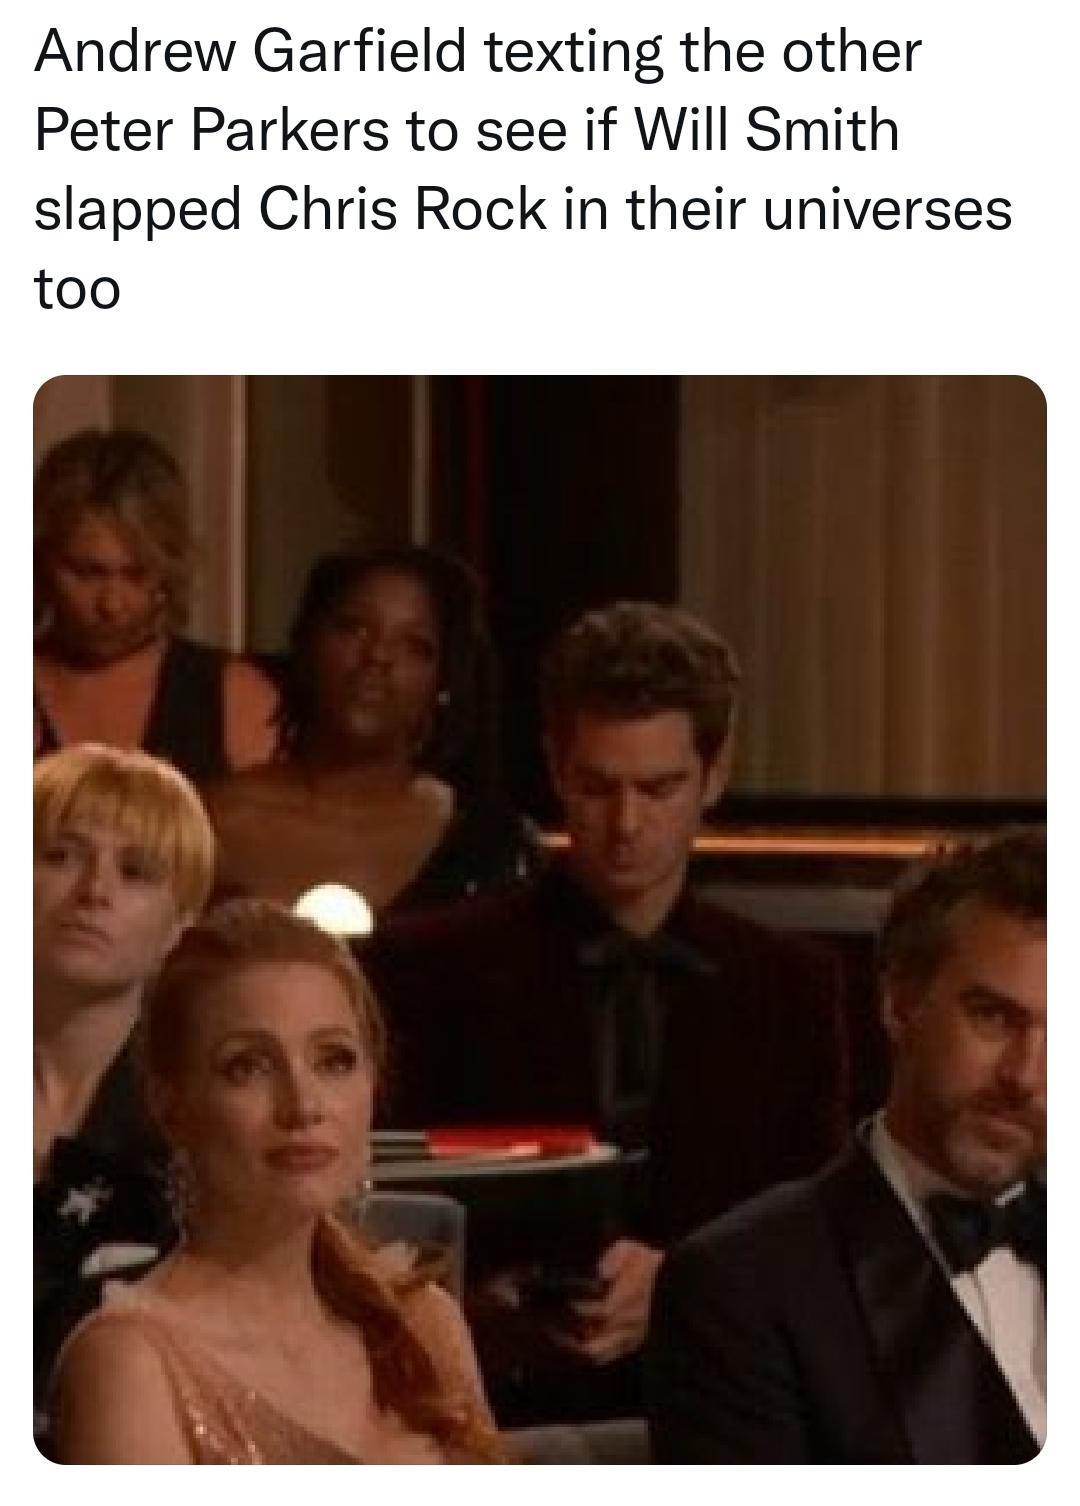 Andrew Garfield texting the other
Peter Parkers to see if Will Smith
slapped Chris Rock in their universes
too